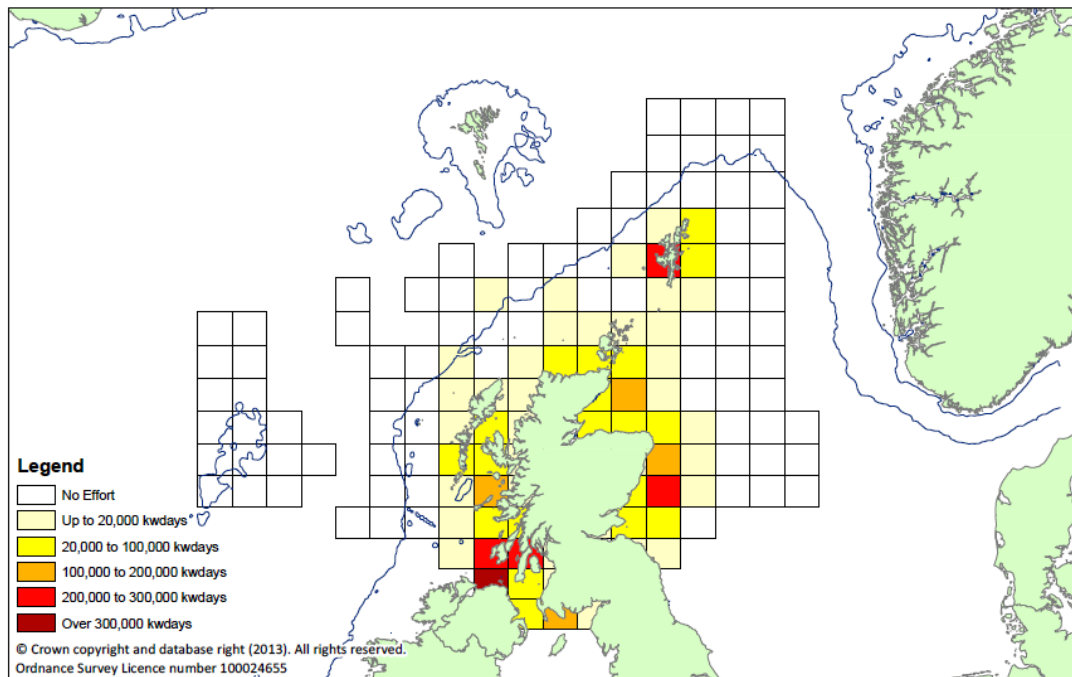 Legend
No Effort
Up to 20,000 kwdays
20,000 to 100,000 kwdays
100,000 to 200,000 kwdays
200,000 to 300,000 kwdays
Over 300,000 kwdays
© Crown copyright and database right (2013). All rights reserved.
Ordnance Survey Licence number 100024655